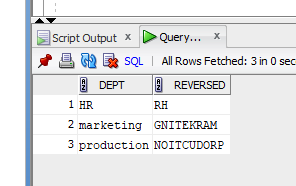 Script Output x Query... x
SQL | All Rows Fetched: 3 in 0 sec
DEPT REVERSED
1 HR RH
2 marketing GNITEKRAM
3 production NOITCUDORP